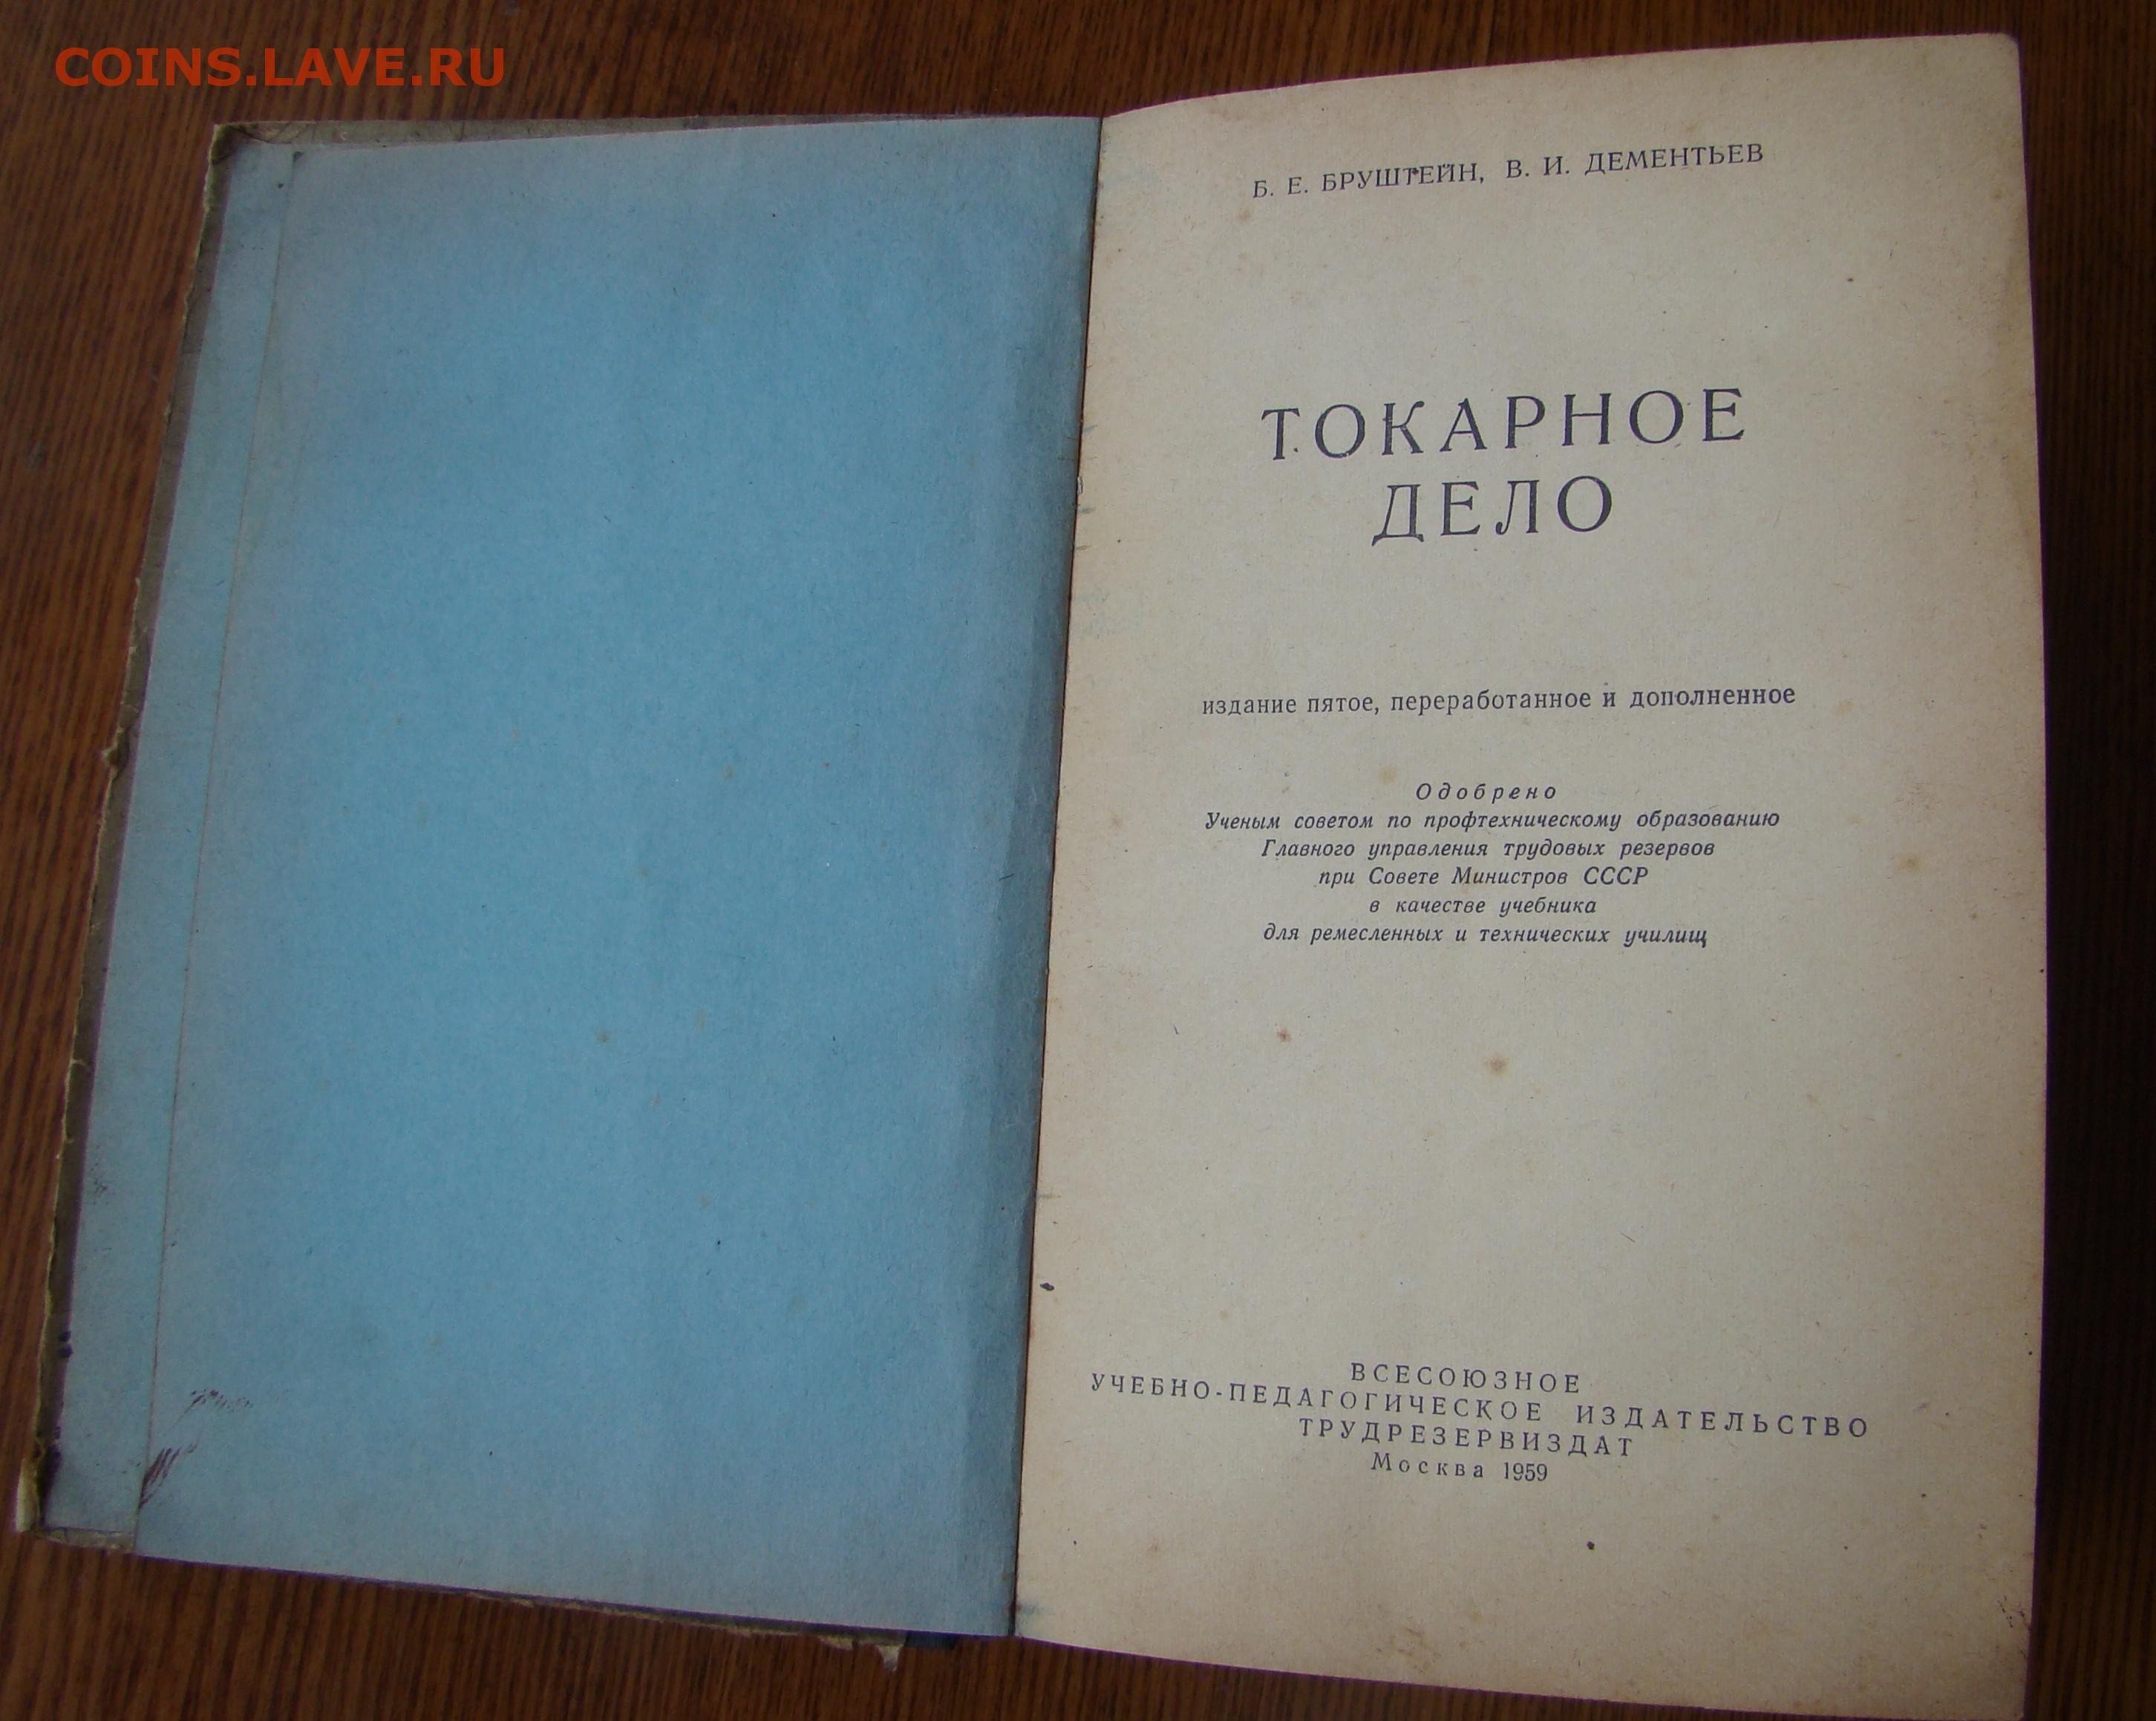 COINS.LAVE.RU
Б. Е. БРУШТЕЙН, В. И. ДЕМЕНТЬЕВ
ТОКАРНОЕ
ДЕЛО
издание пятое, переработанное и дополненное
Одобрено
Ученым советом по профтехническому образованию
Главного управления трудовых резервов
при Совете Министров СССР
в качестве учебника
для ремесленных и технических училищ
ВСЕСОЮЗНОЕ
УЧЕБНО-ПЕДАГОГИЧЕСКОЕ ИЗДАТЕЛЬСТВО
ТРУДРЕЗЕРВИЗДАТ
Москва 1959